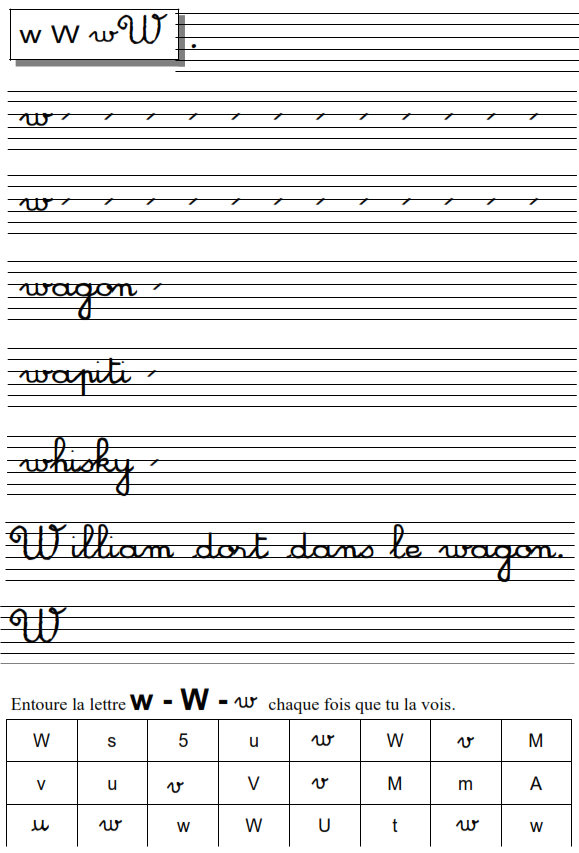 w W w W .
w
w
wagon
wapiti
whisky
William dort dans le wagon.
W
Entoure la lettre w - W - w chaque fois que tu la vois.
W s 5 u w W v M
v u v V v M m A
u w w W U t w w